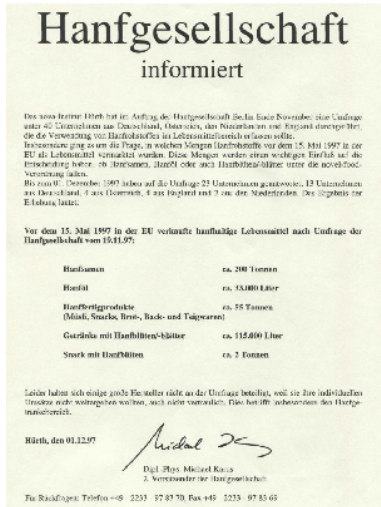 Hanfgesellschaft
informiert
Das nova Institut Hürth hat im Auftrag der Hanfgesellschaft Berlin Ende November eine Umfrage
unter 40 Unternehmen aus Deutschland, Österreich, den Niederlanden und England durchgeführt,
die die Verwendung von Hanfrohstoffen im Lebensmittelbereich erfassen sollte.
Insbesondere ging es um die Frage, in welchen Mengen Hanfrohstoffe vor dem 15. Mai 1997 in der
EU als Lebensmittel vermarktet wurden. Diese Mengen werden einen wichtigen Einfluß auf die
Entscheidung haben, ob Hanfsamen, Hanföl oder auch Hanfblüten/-blätter unter die novel-food-
Verordnung fallen.
Bis zum 01. Dezember 1997 haben auf die Umfrage 23 Unternehmen geantwortet, 13 Unternehmen
aus Deutschland, 4 aus Österreich, 4 aus England und 2 aus den Niederlanden. Das Ergebnis der
Erhebung lautet:
Vor dem 15. Mai 1997 in der EU verkaufte hanfhaltige Lebensmittel nach Umfrage der
Hanfgesellschaft vom 19.11.97:
Hanfsamen ca. 200 Tonnen
Hanföl ca. 33.000 Liter
Hanffertigprodukte ca. 55 Tonnen
(Müsli, Snacks, Brot-, Back- und Teigwaren)
Getränke mit Hanfblüten/-blätter ca. 115.000 Liter
Snack mit Hanfblüten ca. 2 Tonnen
Leider haben sich einige große Hersteller nicht an der Umfrage beteiligt, weil sie ihre individuellen
Umsätze nicht weitergeben wollten, auch nicht vertraulich. Dies betrifft insbesondere den Hanfge-
tränkebereich.
Hürth, den 01.12.97
Dipl. Phys. Michael Karus
2. Vorsitzender der Hanfgesellschaft
Für Rückfragen: Telefon +49 - 2233 - 97 83 70, Fax +49 - 2233 - 97 83 69